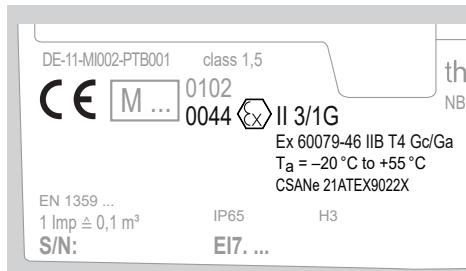 DE-11-MI002-PTB001 class 1,5
th
CE M ... 0102
NB
0044 Ex II 3/1G
Ex 60079-46 IIB T4 Gc/Ga
Ta = –20 °C to +55 °C
CSANe 21ATEX9022X
EN 1359 ...
1 Imp ≙ 0,1 m³ IP65 H3
S/N: EI7. ...